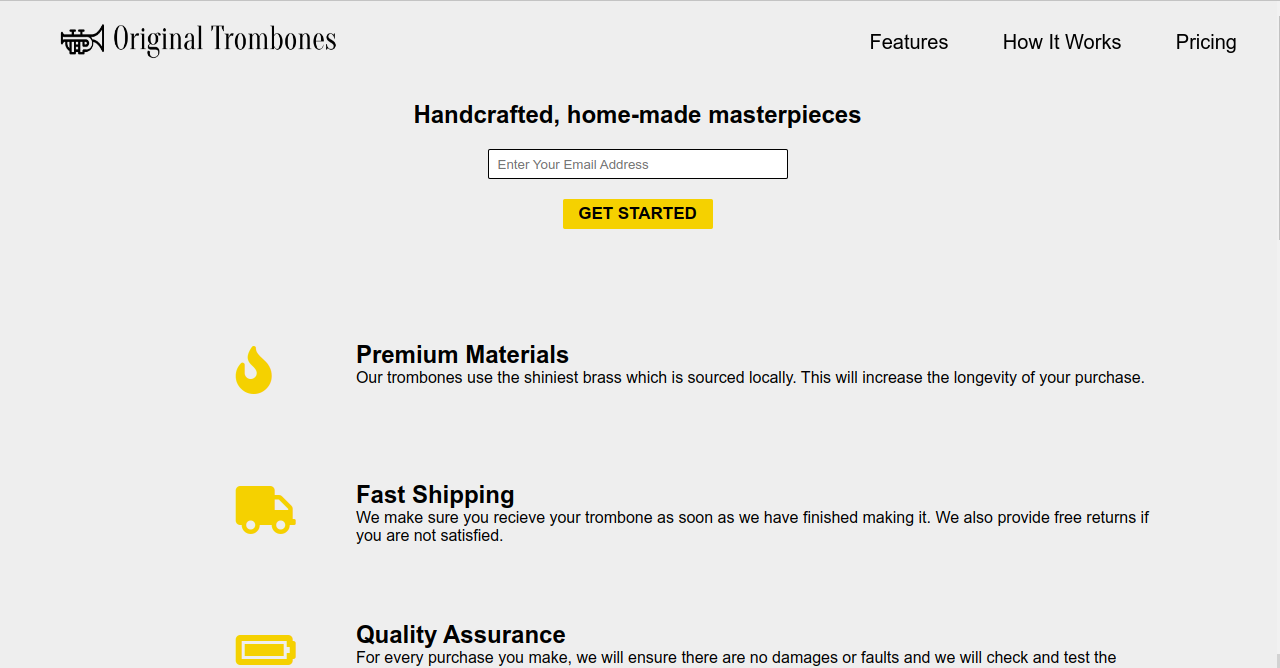 Original Trombones
Features
How It Works
Pricing
Handcrafted, home-made masterpieces
Enter Your Email Address
GET STARTED
Premium Materials
Our trombones use the shiniest brass which is sourced locally. This will increase the longevity of your purchase.
Fast Shipping
We make sure you recieve your trombone as soon as we have finished making it. We also provide free returns if
you are not satisfied.
Quality Assurance
For every purchase you make, we will ensure there are no damages or faults and we will check and test the